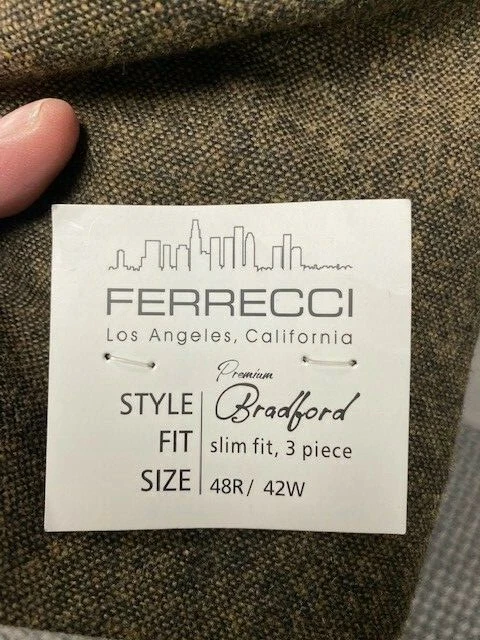 FERRECCI
Los Angeles, California
Premium
STYLE Bradford
FIT slim fit, 3 piece
SIZE 48R/ 42W